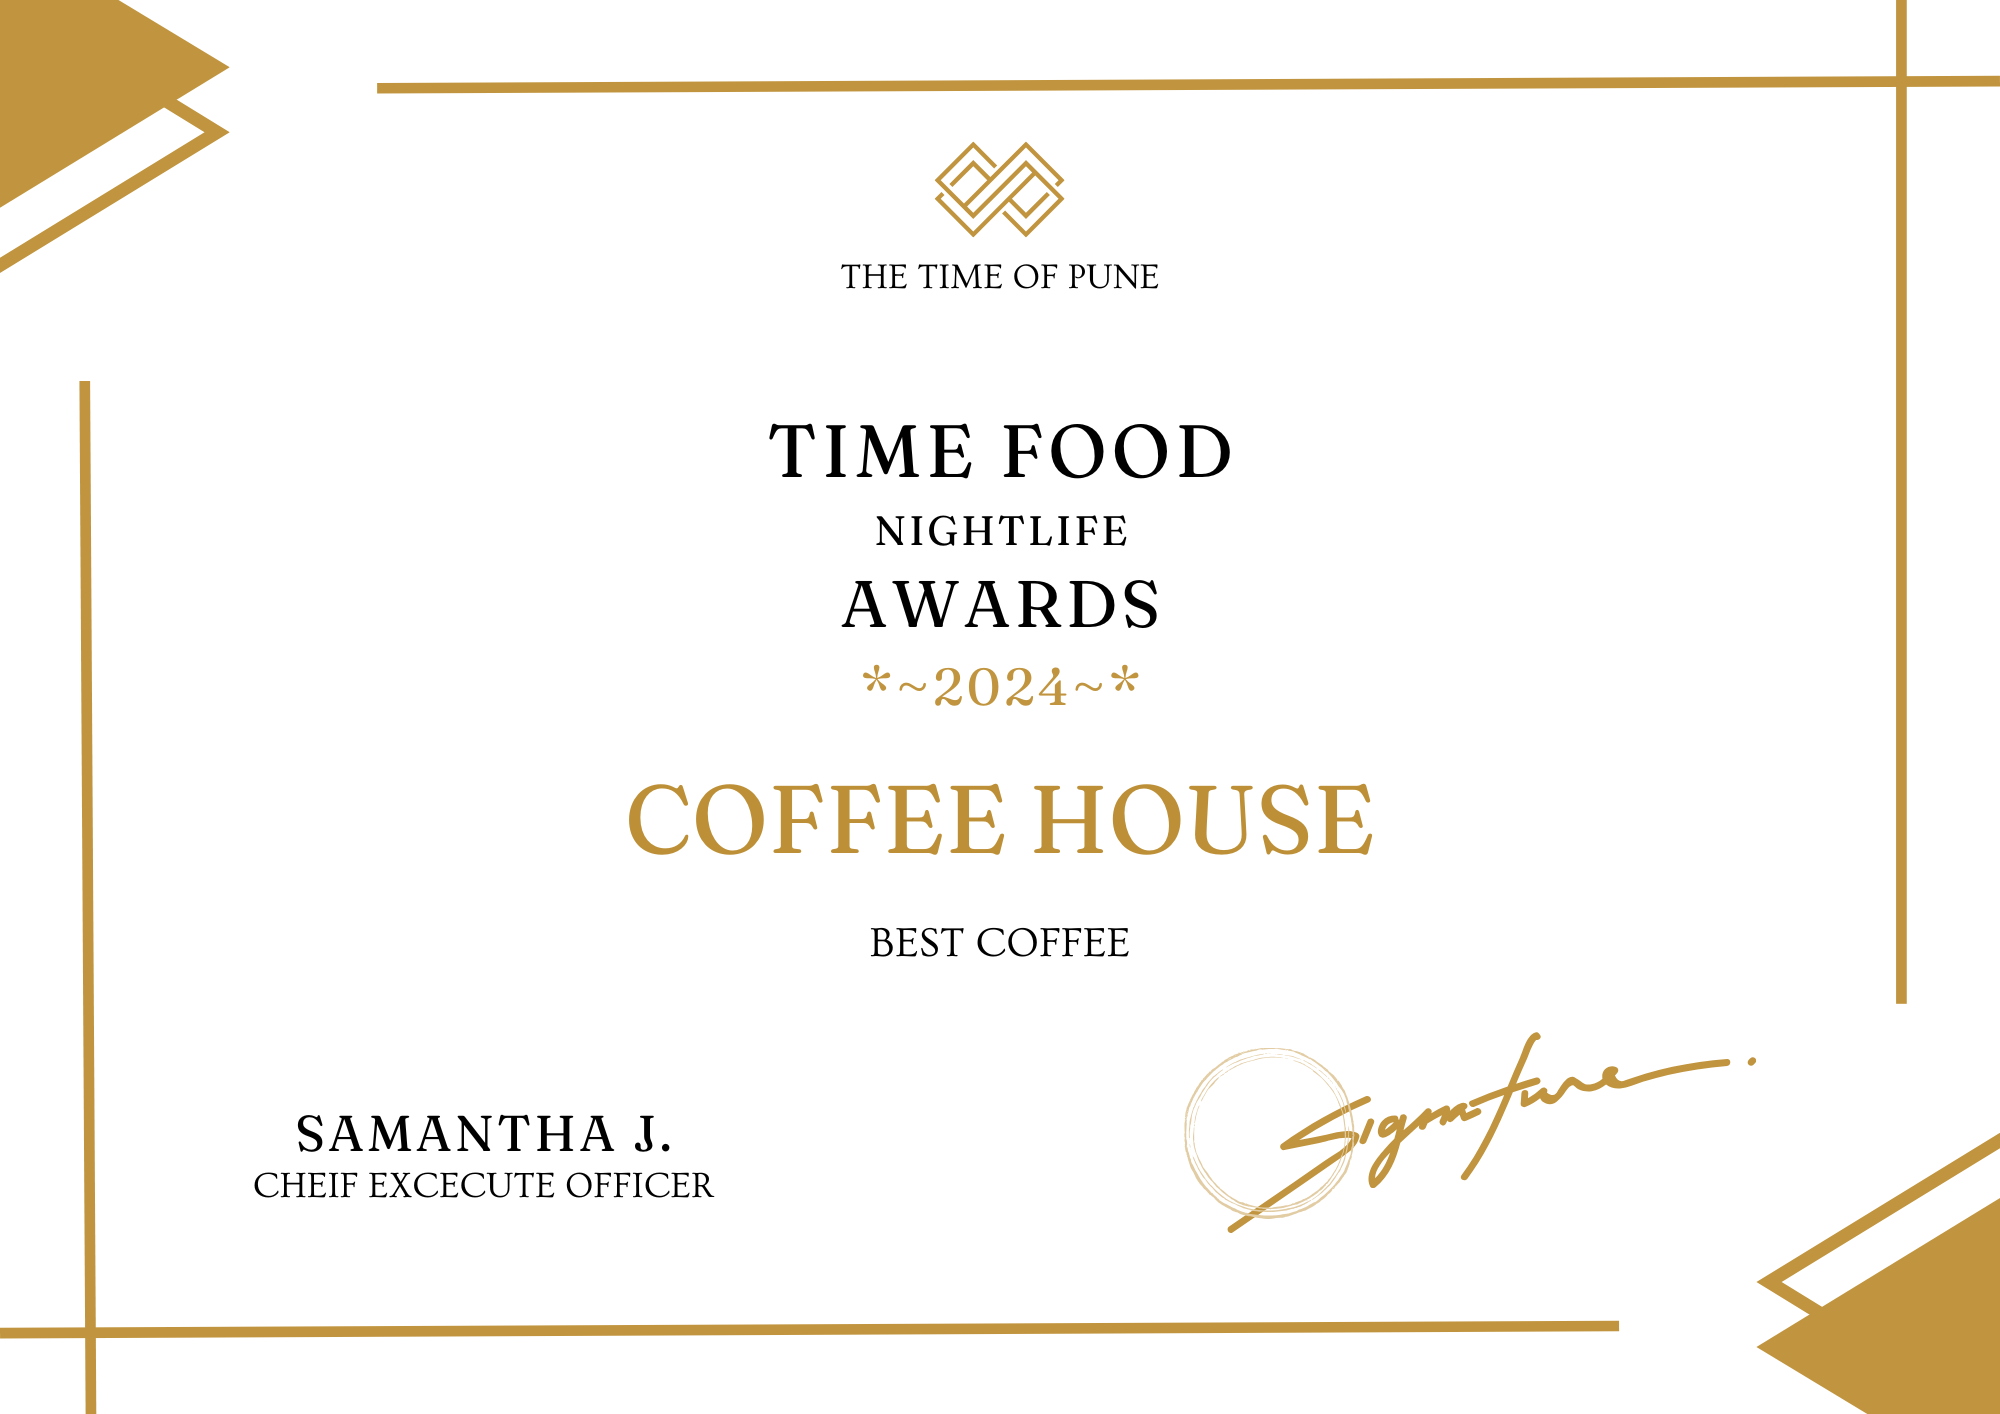 THE TIME OF PUNE
TIME FOOD
NIGHTLIFE
AWARDS
*~2024~*
COFFEE HOUSE
BEST COFFEE
Signature.
SAMANTHA J.
CHEIF EXCECUTE OFFICER